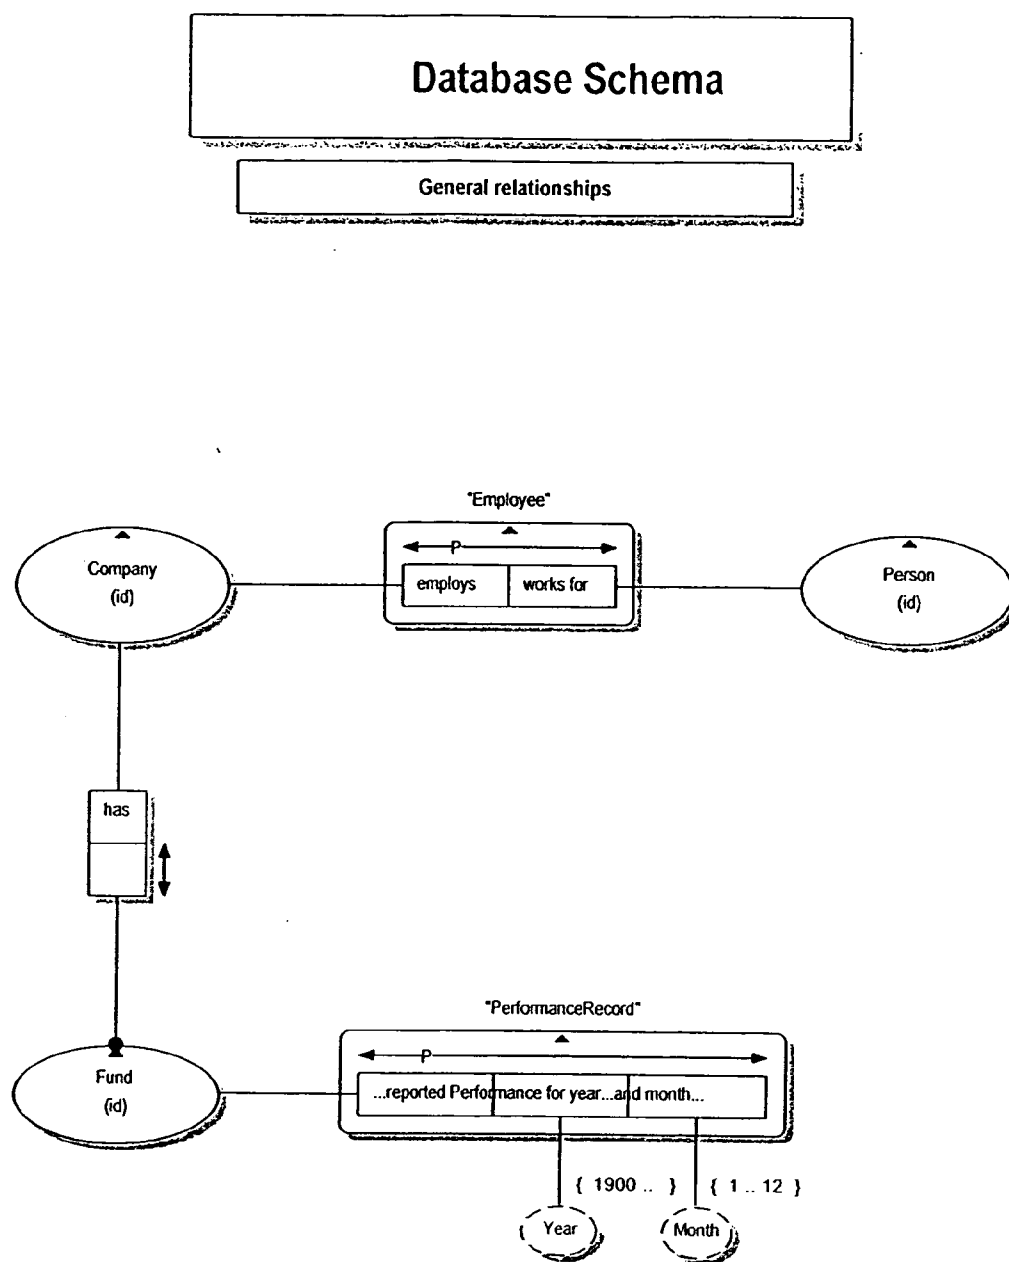 Database Schema
General relationships
"Employee"
P
Company
(id)
employs
works for
Person
(id)
has
"PerformanceRecord"
P
Fund
(id)
...reported Performance for year...and month...
{ 1900 .. }
{ 1 .. 12 }
Year
Month